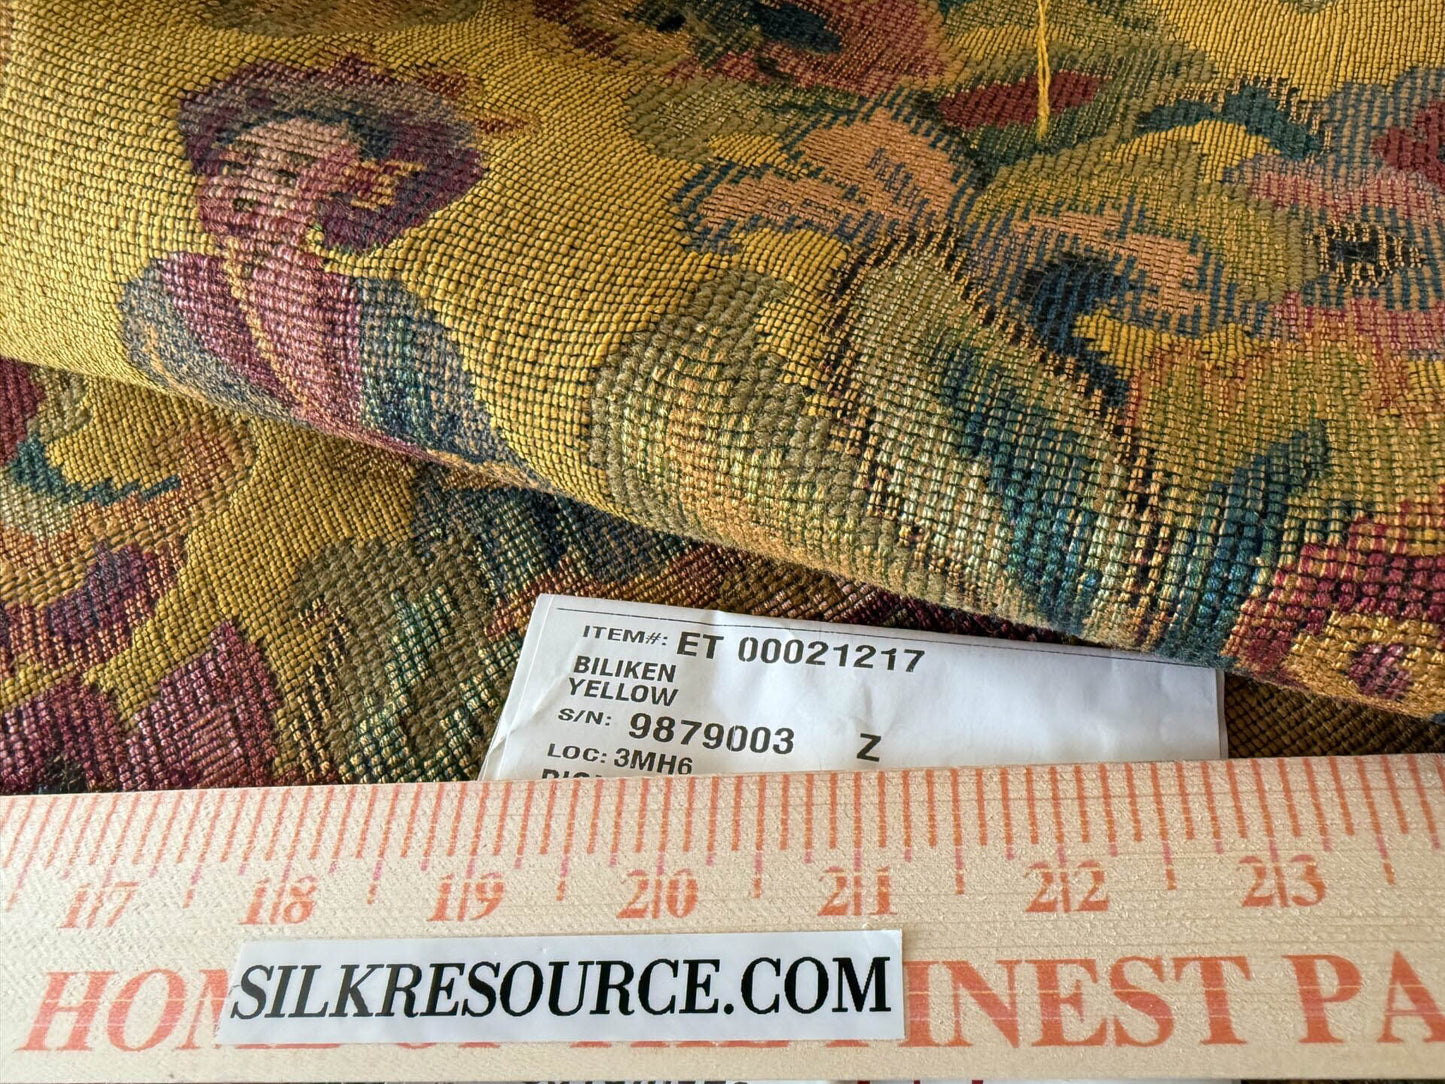 ITEM#: ET 00021217
BILIKEN
YELLOW
S/N: 9879003 Z
LOC: 3MH6
17 18 19 20 21 22 23
SILKRESOURCE.COM
INEST PA